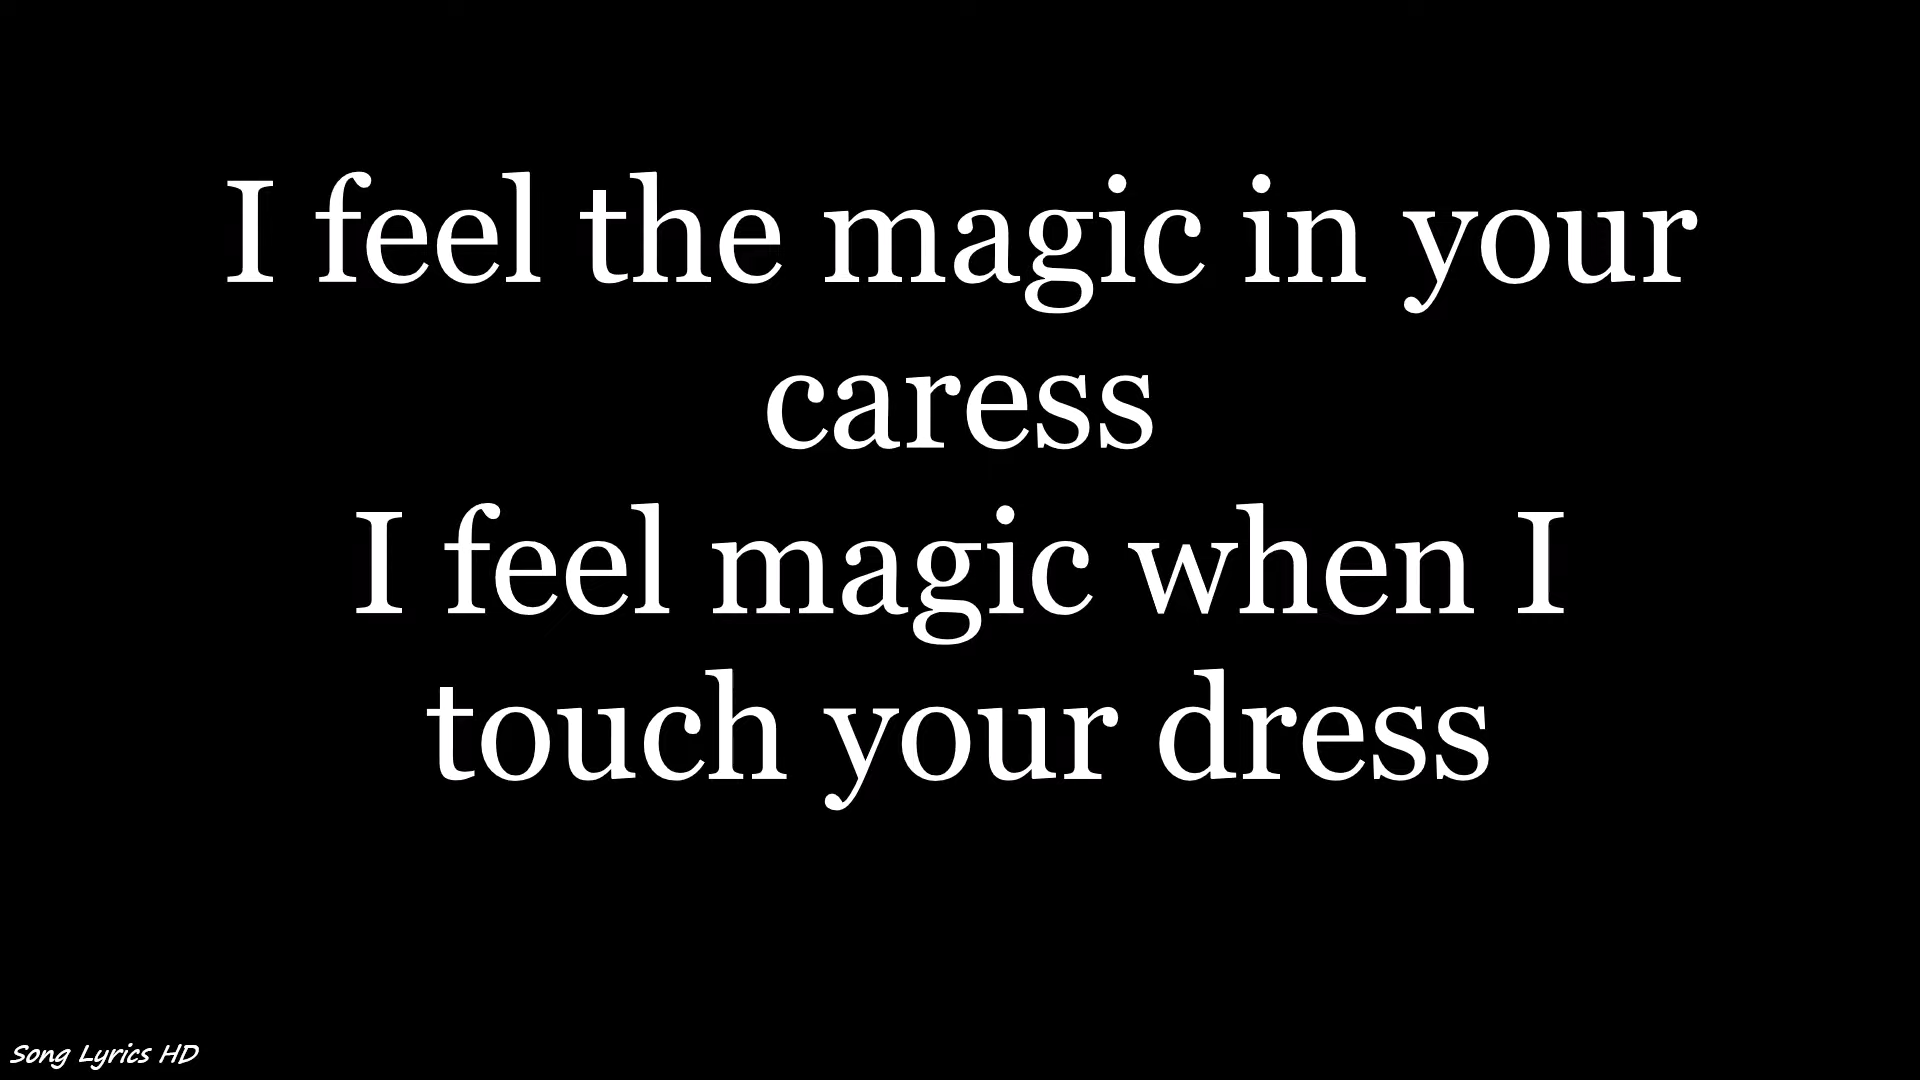 I feel the magic in your
caress
I feel magic when I
touch your dress
Song Lyrics HD